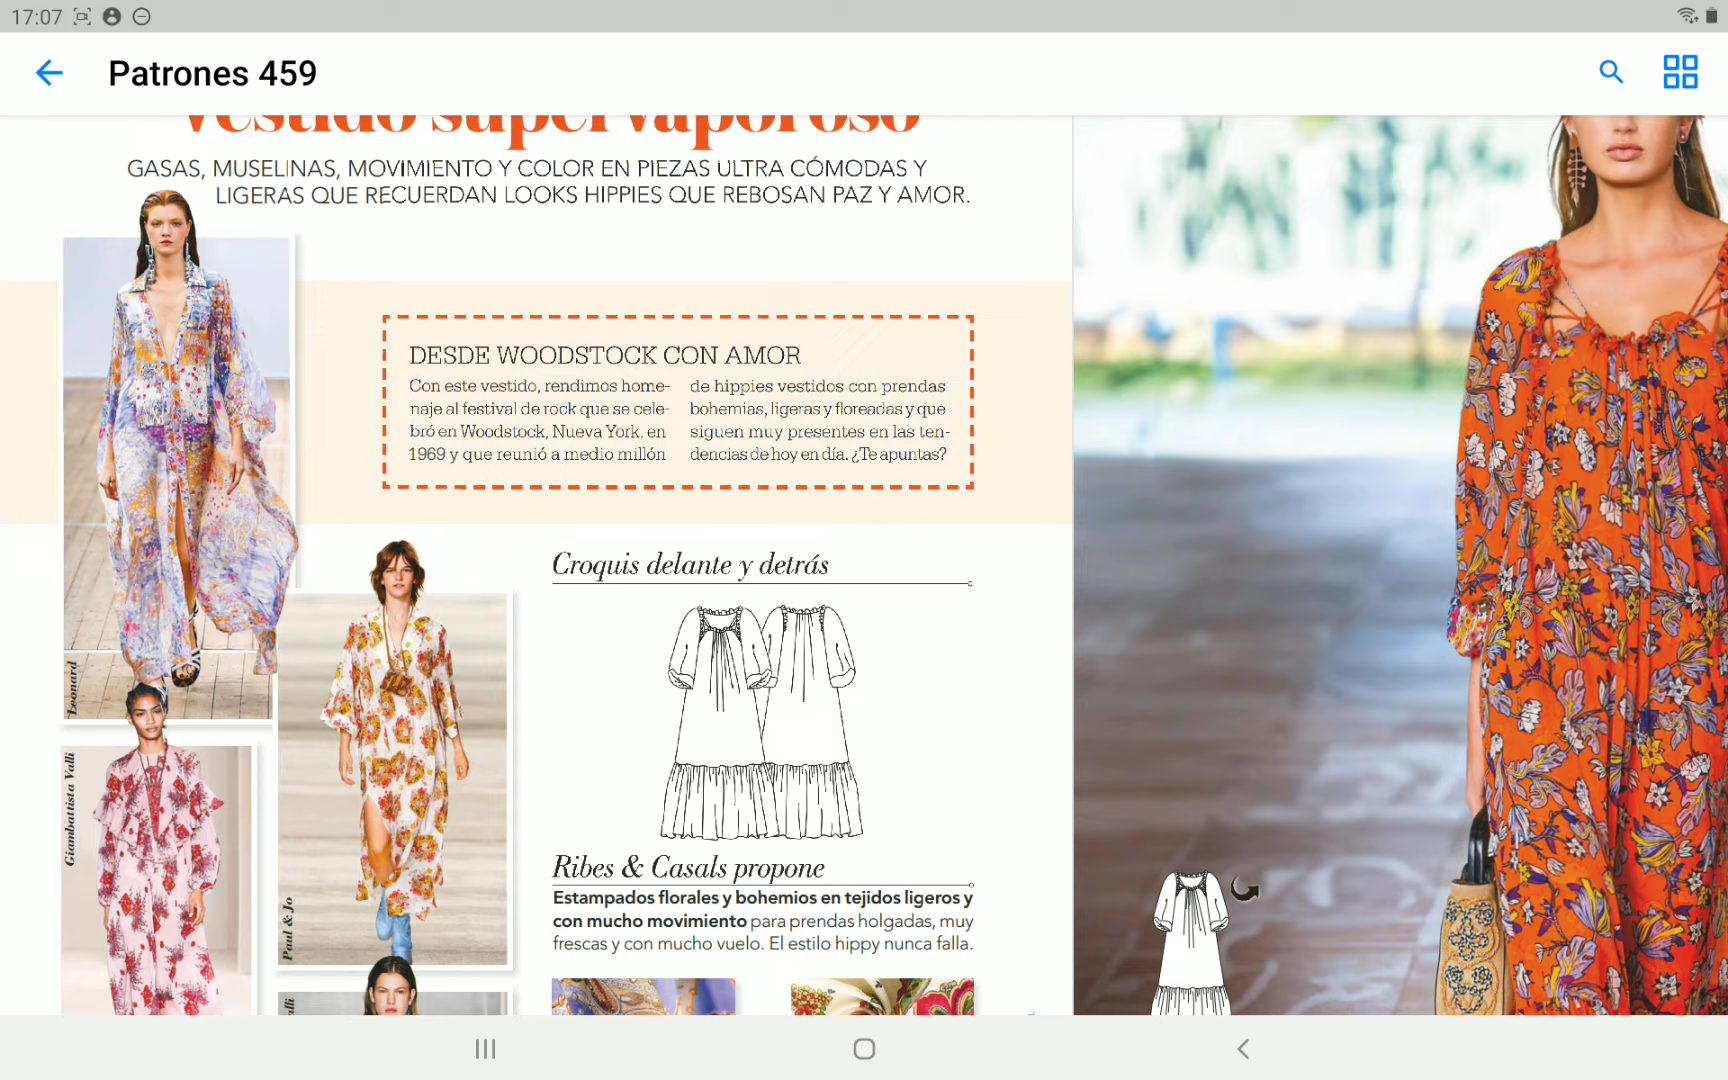 17:07
Patrones 459
Vestido supervaporoso
GASAS, MUSELINAS, MOVIMIENTO Y COLOR EN PIEZAS ULTRA CÓMODAS Y
LIGERAS QUE RECUERDAN LOOKS HIPPIES QUE REBOSAN PAZ Y AMOR.
DESDE WOODSTOCK CON AMOR
Con este vestido, rendimos home-
naje al festival de rock que se cele-
bró en Woodstock, Nueva York, en
1969 y que reunió a medio millón
de hippies vestidos con prendas
bohemias, ligeras y floreadas y que
siguen muy presentes en las ten-
dencias de hoy en día. ¿Te apuntas?
Leonard
Giambattista Valli
Paul & Jo
lli
Croquis delante y detrás
Ribes & Casals propone
Estampados florales y bohemios en tejidos ligeros y
con mucho movimiento para prendas holgadas, muy
frescas y con mucho vuelo. El estilo hippy nunca falla.